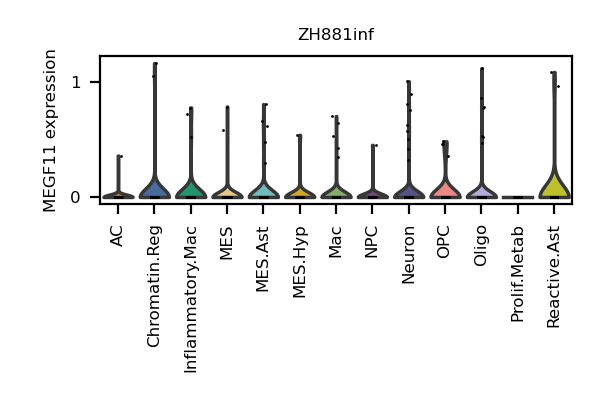 ZH881inf
MEGF11 expression
1
0
AC
Chromatin.Reg
Inflammatory.Mac
MES
MES.Ast
MES.Hyp
Mac
NPC
Neuron
OPC
Oligo
Prolif.Metab
Reactive.Ast